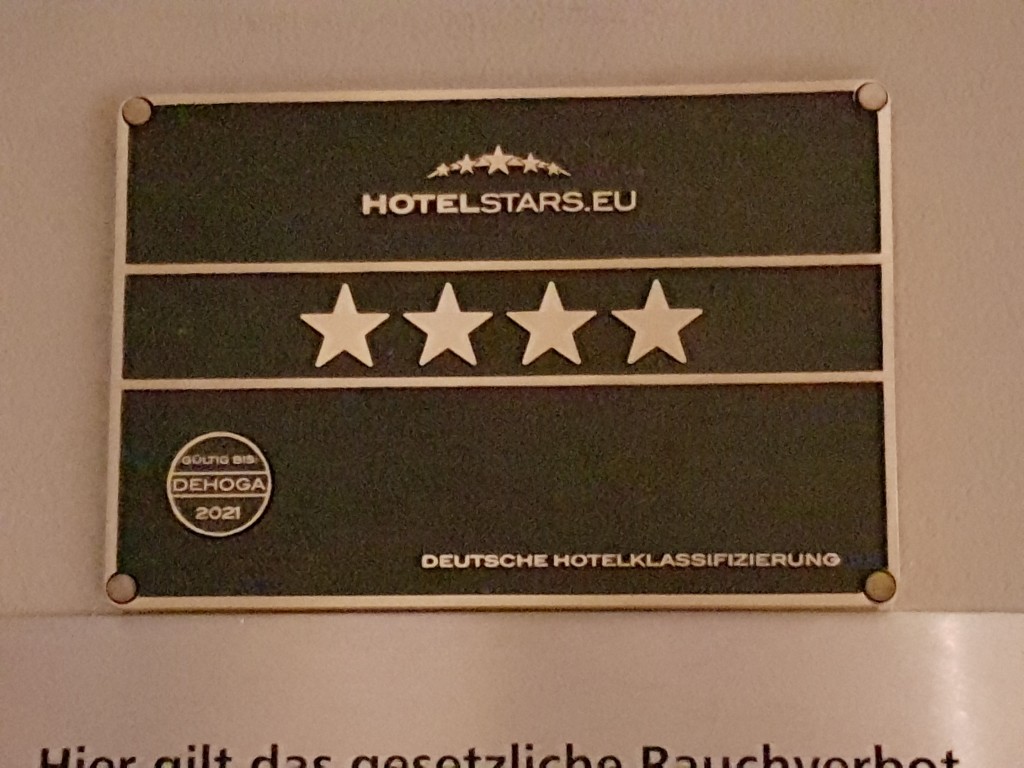 HOTELSTARS.EU
GÜLTIG BIS:
DEHOGA
2021
DEUTSCHE HOTELKLASSIFIZIERUNG
Hier gilt das gesetzliche Rauchverbot